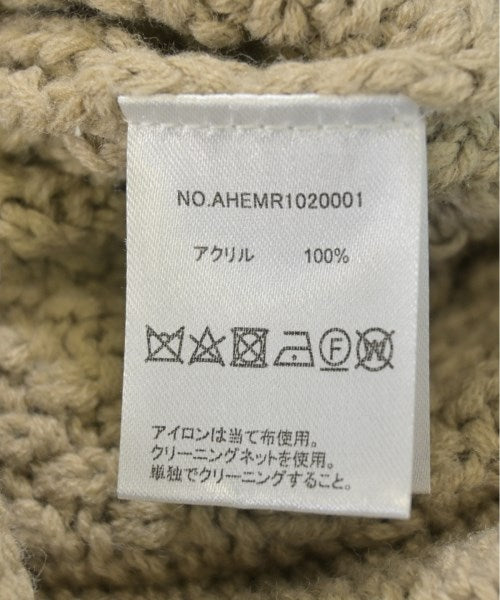 NO.AHEMR1020001
アクリル 100%
F W
アイロンは当て布使用。
クリーニングネットを使用。
単独でクリーニングすること。